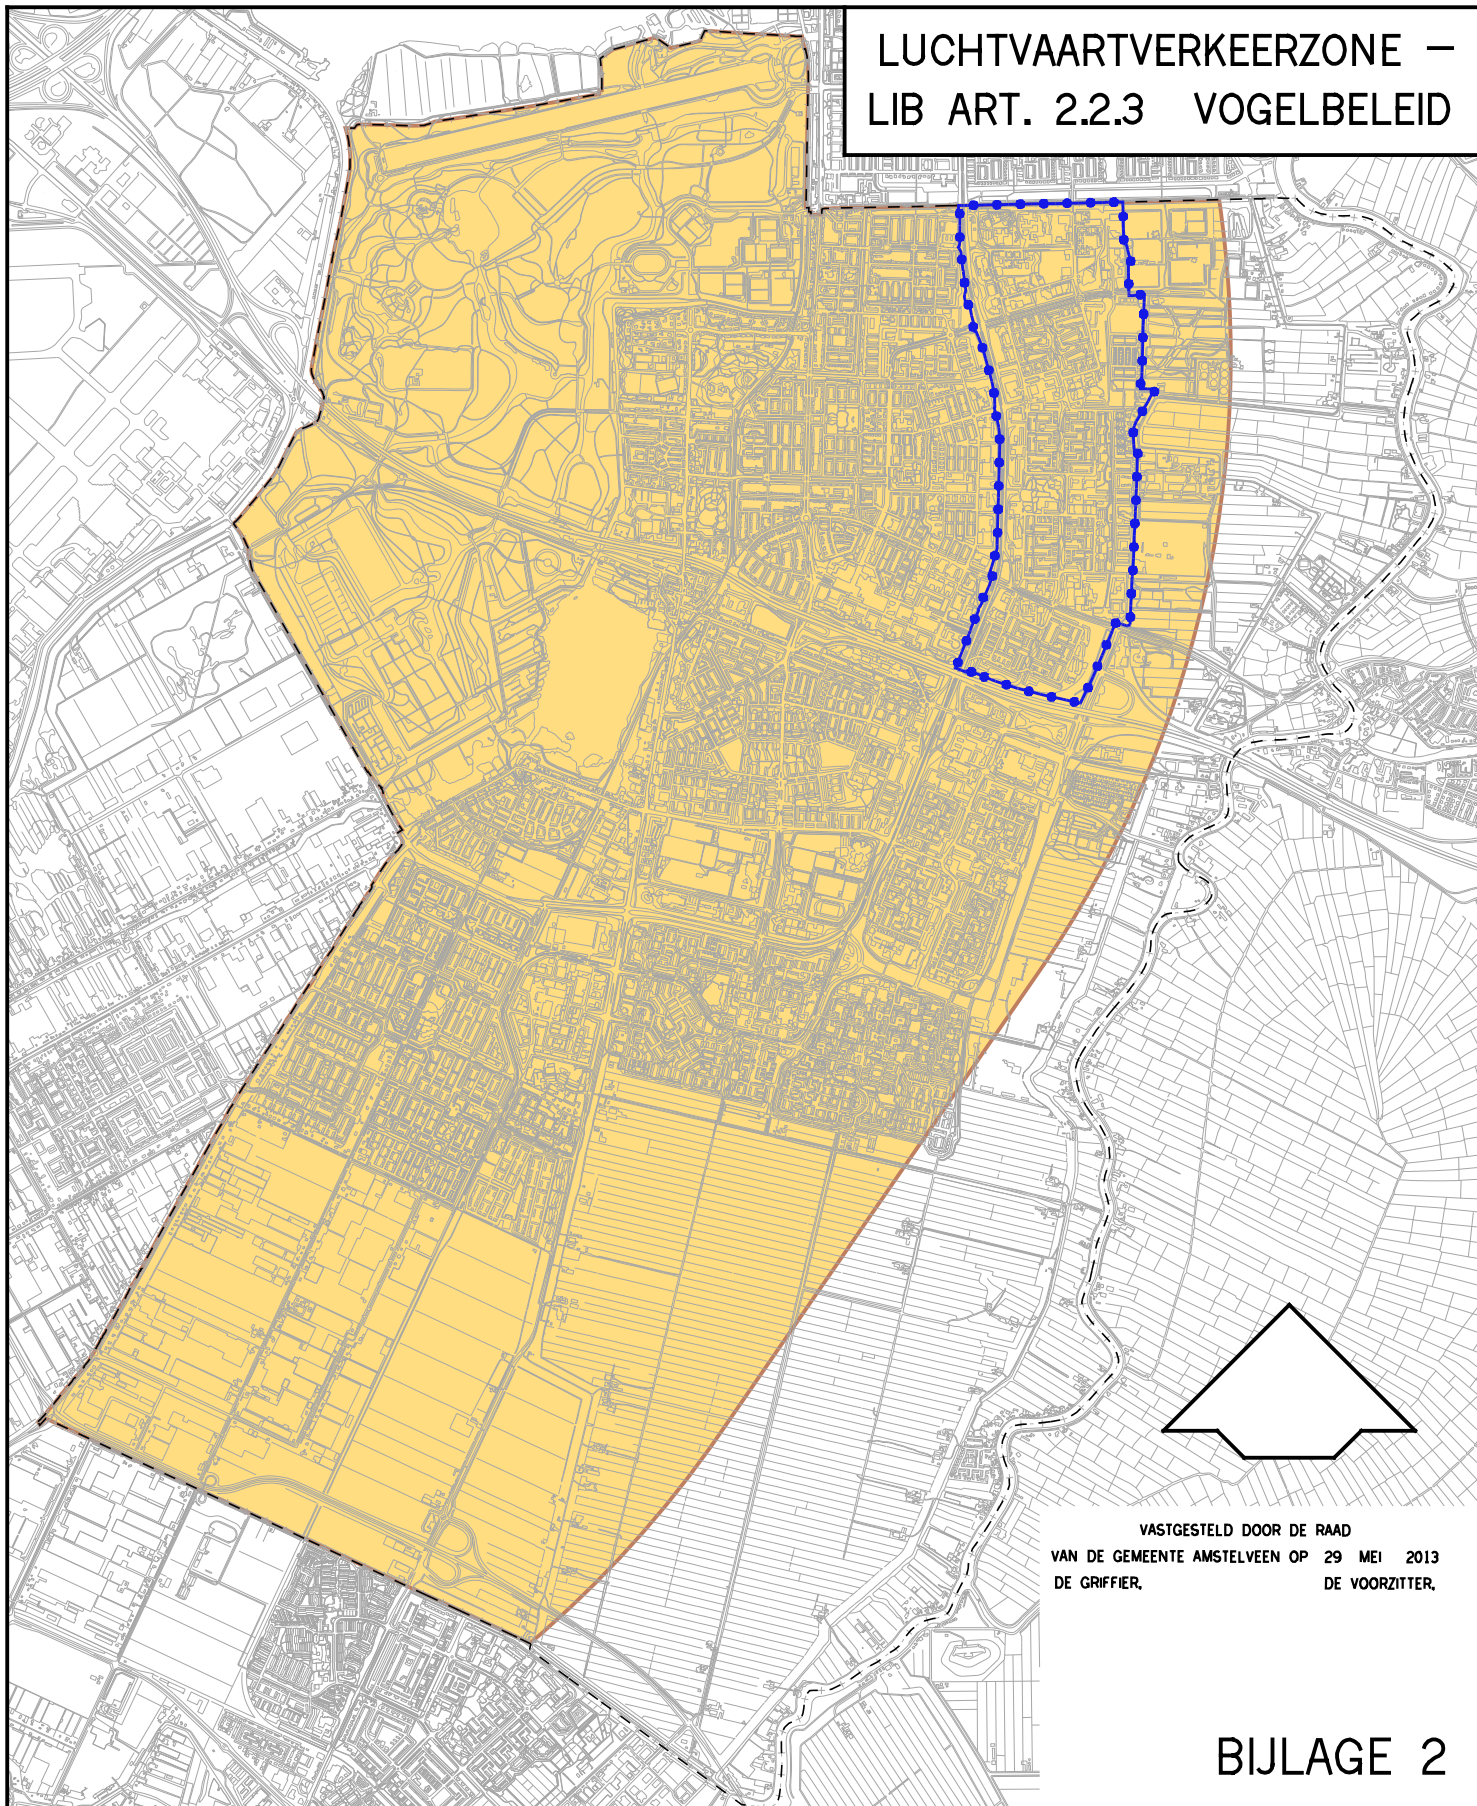 LUCHTVAARTVERKEERZONE –
LIB ART. 2.2.3 VOGELBELEID
VASTGESTELD DOOR DE RAAD
VAN DE GEMEENTE AMSTELVEEN OP 29 MEI 2013
DE GRIFFIER, DE VOORZITTER,
BIJLAGE 2